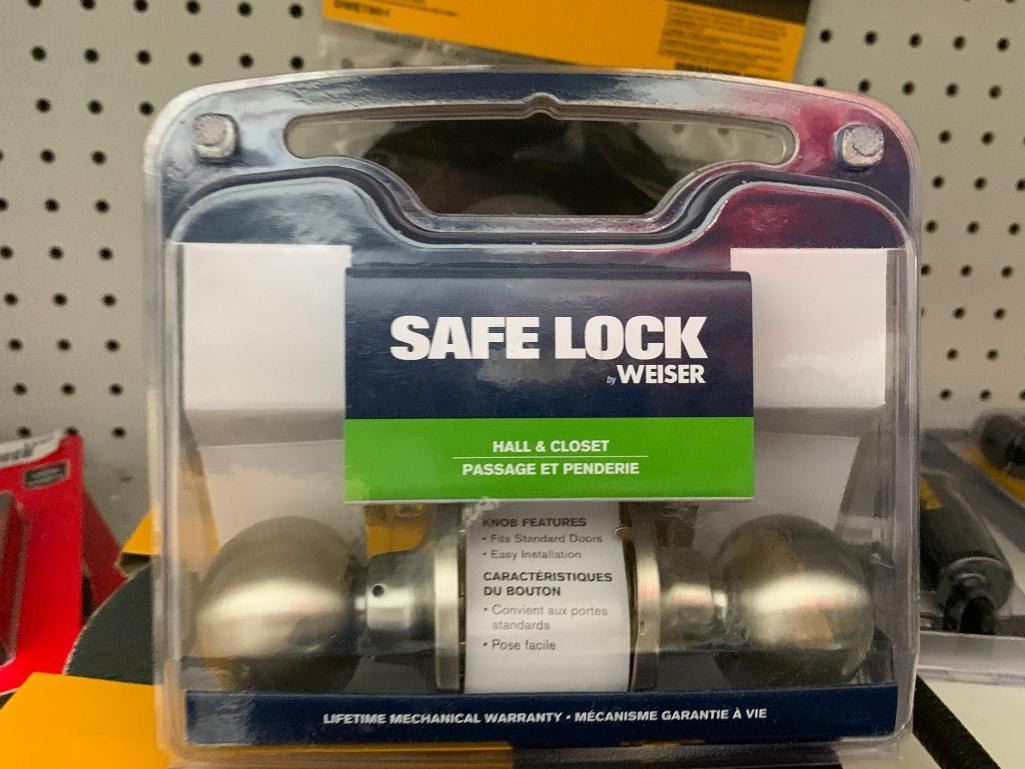 SAFE LOCK
by WEISER
HALL & CLOSET
PASSAGE ET PENDERIE
KNOB FEATURES
• Fits Standard Doors
• Easy Installation
CARACTÉRISTIQUES
DU BOUTON
• Convient aux portes
standards
• Pose facile
LIFETIME MECHANICAL WARRANTY • MÉCANISME GARANTIE À VIE